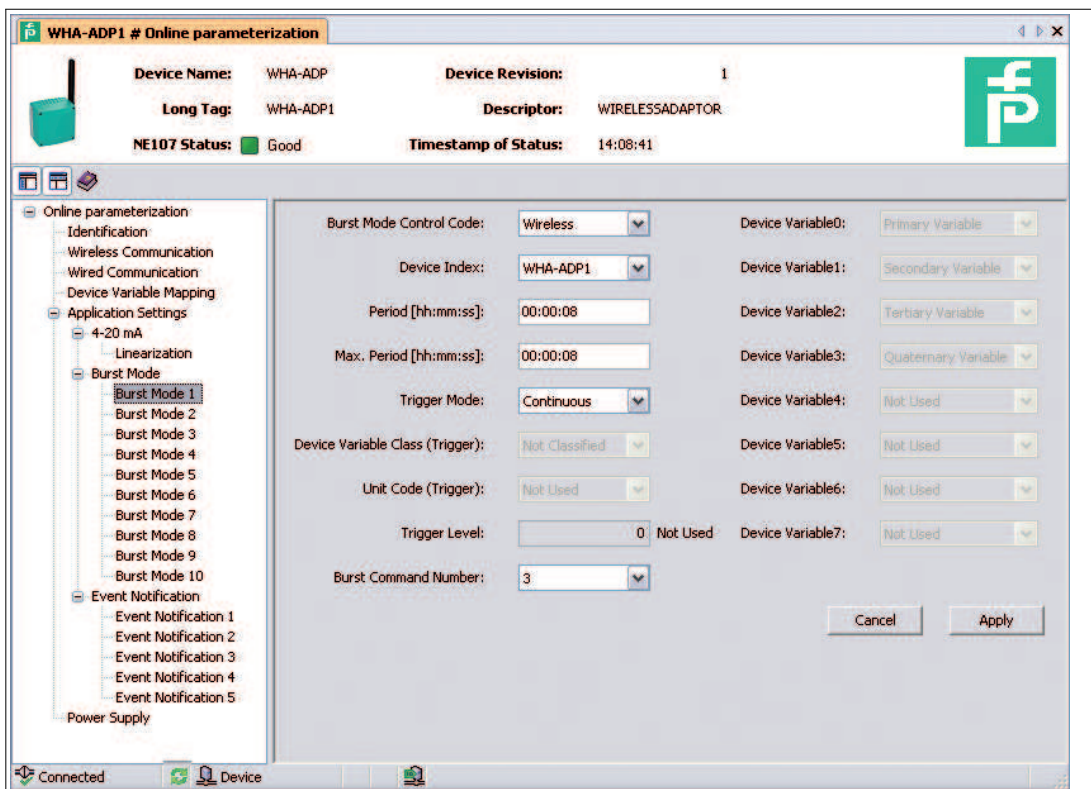 WHA-ADP1 # Online parameterization
Device Name: WHA-ADP Device Revision: 1
Long Tag: WHA-ADP1 Descriptor: WIRELESSADAPTOR
NE107 Status: Good Timestamp of Status: 14:08:41
Online parameterization
Identification
Wireless Communication
Wired Communication
Device Variable Mapping
Application Settings
4-20 mA
Linearization
Burst Mode
Burst Mode 1
Burst Mode 2
Burst Mode 3
Burst Mode 4
Burst Mode 5
Burst Mode 6
Burst Mode 7
Burst Mode 8
Burst Mode 9
Burst Mode 10
Event Notification
Event Notification 1
Event Notification 2
Event Notification 3
Event Notification 4
Event Notification 5
Power Supply
Burst Mode Control Code: Wireless Device Variable0: Primary Variable
Device Index: WHA-ADP1 Device Variable1: Secondary Variable
Period [hh:mm:ss]: 00:00:08 Device Variable2: Tertiary Variable
Max. Period [hh:mm:ss]: 00:00:08 Device Variable3: Quaternary Variable
Trigger Mode: Continuous Device Variable4: Not Used
Device Variable Class (Trigger): Not Classified Device Variable5: Not Used
Unit Code (Trigger): Not Used Device Variable6: Not Used
Trigger Level: 0 Not Used Device Variable7: Not Used
Burst Command Number: 3
Cancel Apply
Connected Device